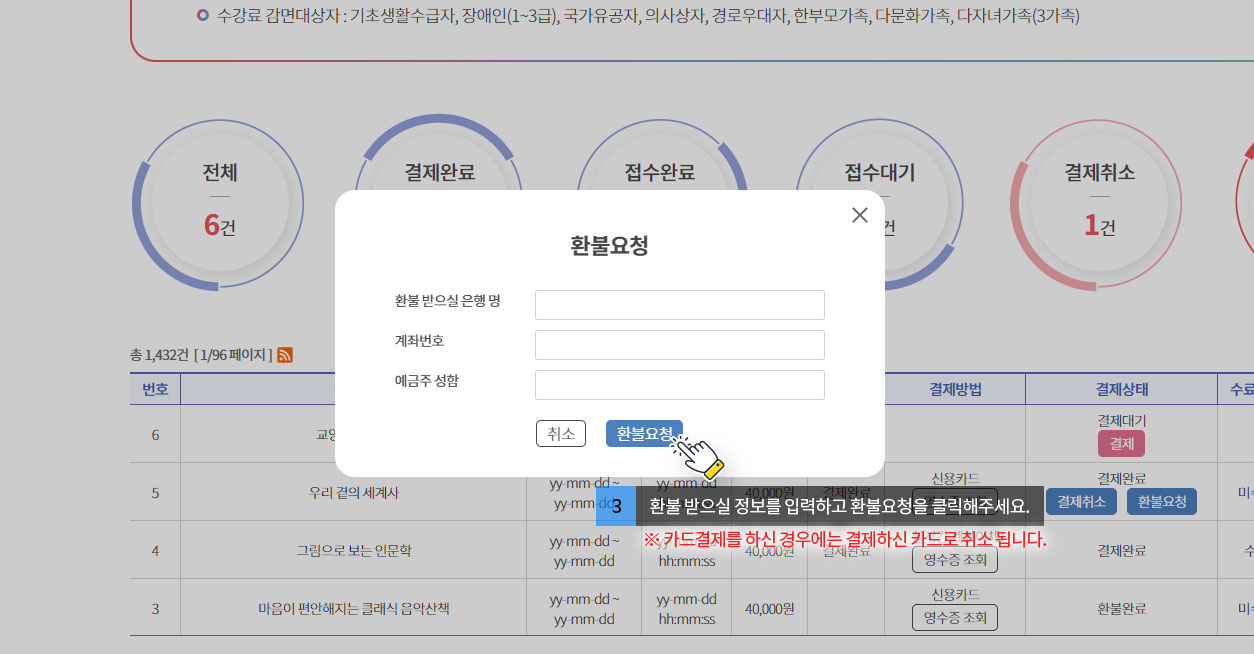 수강료 감면대상자 : 기초생활수급자, 장애인(1~3급), 국가유공자, 의사상자, 경로우대자, 한부모가족, 다문화가족, 다자녀가족(3가족)
전체
6건
결제완료
접수완료
접수대기
건
결제취소
1건
환불요청
환불 받으실 은행 명
계좌번호
예금주 성함
취소
환불요청
총 1,432건 [ 1/96 페이지 ]
번호
결제방법
결제상태
수료
6
결제대기
결제
5
우리 곁의 세계사
yy-mm-dd ~
yy-mm-dd
yy-mm-dd
40,000원
결제완료
신용카드
결제완료
결제취소
환불요청
미수
3
환불 받으실 정보를 입력하고 환불요청을 클릭해주세요.
※ 카드결제를 하신 경우에는 결제하신 카드로 취소 됩니다.
4
그림으로 보는 인문학
yy-mm-dd ~
yy-mm-dd
yy-mm-dd
hh:mm:ss
40,000원
결제완료
영수증 조회
결제완료
수
3
마음이 편안해지는 클래식 음악산책
yy-mm-dd ~
yy-mm-dd
yy-mm-dd
hh:mm:ss
40,000원
신용카드
영수증 조회
환불완료
미수